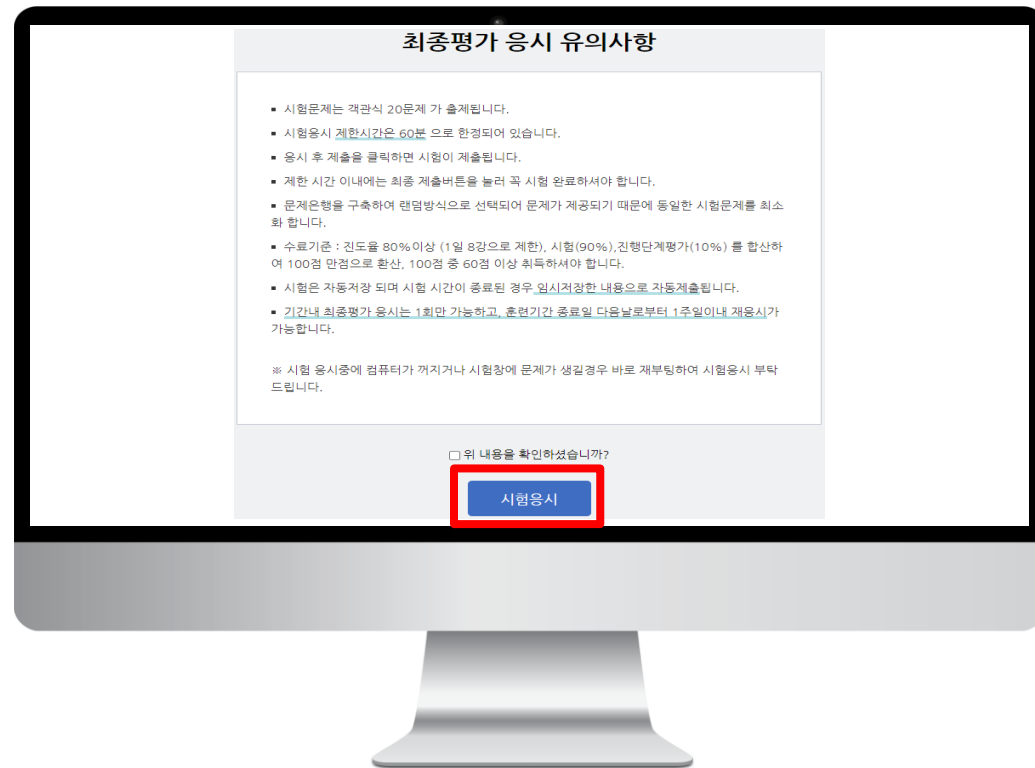 최종평가 응시 유의사항
▪ 시험문제는 객관식 20문제 가 출제됩니다.
▪ 시험응시 제한시간은 60분 으로 한정되어 있습니다.
▪ 응시 후 제출을 클릭하면 시험이 제출됩니다.
▪ 제한 시간 이내에는 최종 제출버튼을 눌러 꼭 시험 완료하셔야 합니다.
▪ 문제은행을 구축하여 랜덤방식으로 선택되어 문제가 제공되기 때문에 동일한 시험문제를 최소
화 합니다.
▪ 수료기준 : 진도율 80%이상 (1일 8강으로 제한), 시험(90%),진행단계평가(10%) 를 합산하
여 100점 만점으로 환산, 100점 중 60점 이상 취득하셔야 합니다.
▪ 시험은 자동저장 되며 시험 시간이 종료된 경우 임시저장한 내용으로 자동제출됩니다.
▪ 기간내 최종평가 응시는 1회만 가능하고, 훈련기간 종료일 다음날로부터 1주일이내 재응시가
가능합니다.
※ 시험 응시중에 컴퓨터가 꺼지거나 시험창에 문제가 생길경우 바로 재부팅하여 시험응시 부탁
드립니다.
위 내용을 확인하셨습니까?
시험응시